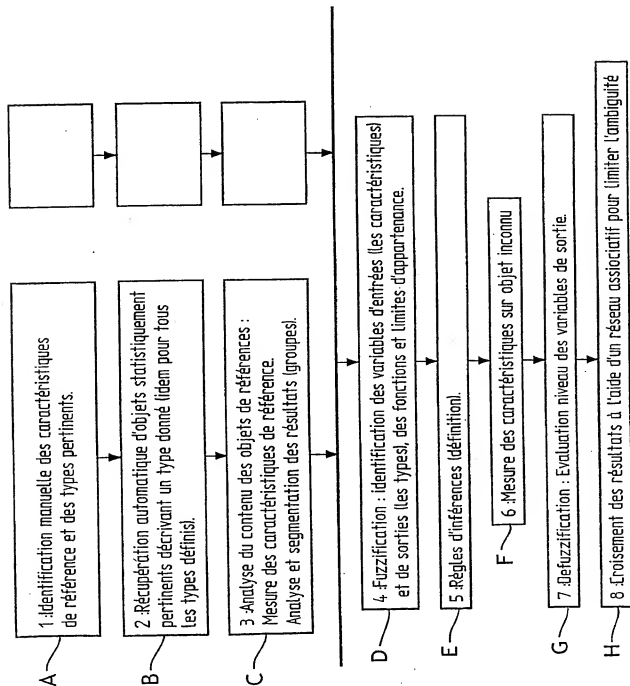 A
1 :Identification manuelle des caractéristiques
de référence et des types pertinents.
B
2 :Récupération automatique d'objets statistiquement
pertinents décrivant un type donné (idem pour tous
les types définis).
C
3 :Analyse du contenu des objets de références :
Mesure des caractéristiques de référence.
Analyse et segmentation des résultats (groupes).
D
4 :Fuzzification : identification des variables d'entrées (les caractéristiques)
et de sorties (les types), des fonctions et limites d'appartenance.
E
5 :Règles d'inférences (définition).
F
6 :Mesure des caractéristiques sur objet inconnu
G
7 :Defuzzification : Evaluation niveau des variables de sortie.
H
8 :Croisement des résultats à l'aide d'un réseau assiociatif pour limiter l'ambiguité